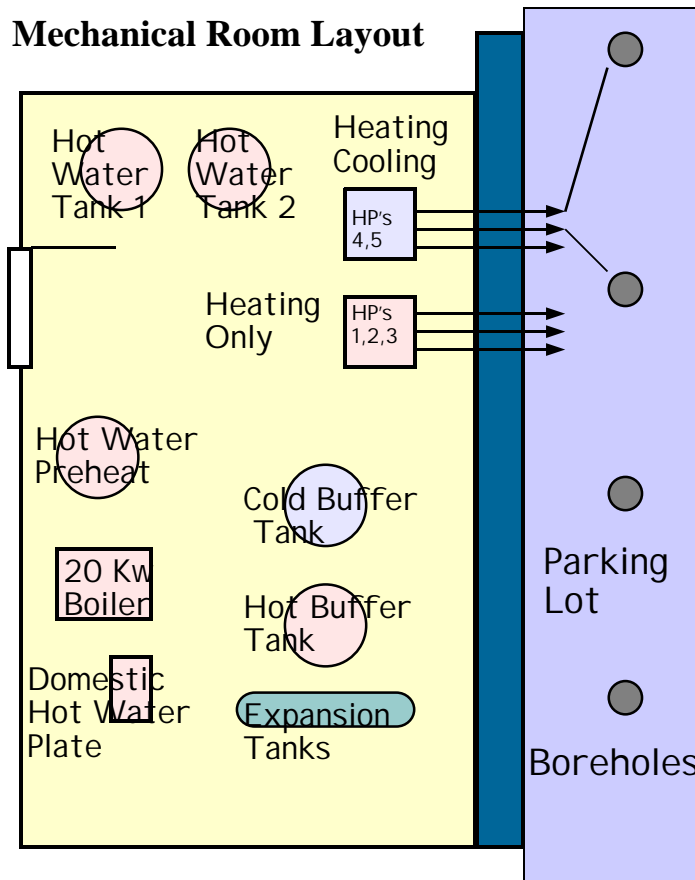 Mechanical Room Layout
Hot
Water
Tank 1
Hot
Water
Tank 2
Heating
Cooling
HP's
4,5
Heating
Only
HP's
1,2,3
Hot Water
Preheat
Cold Buffer
Tank
20 Kw
Boiler
Hot Buffer
Tank
Parking
Lot
Domestic
Hot Water
Plate
Expansion
Tanks
Boreholes